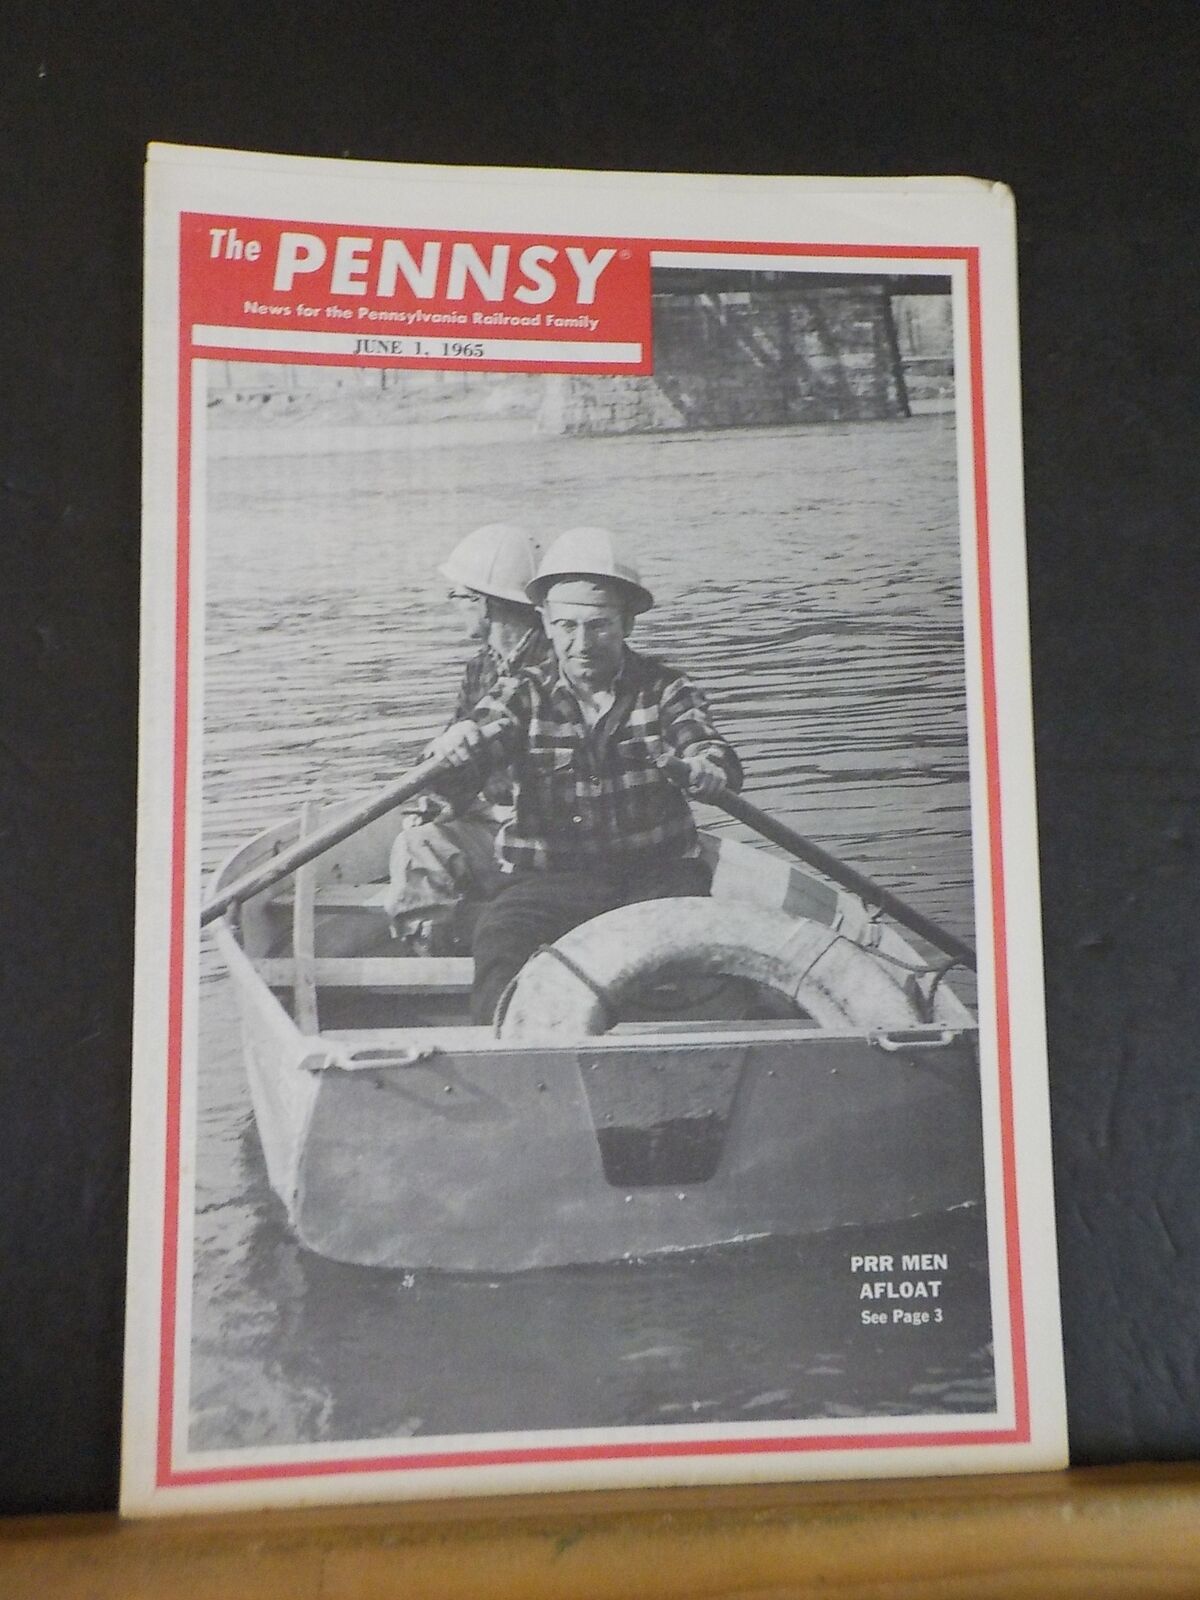 The PENNSY®
News for the Pennsylvania Railroad Family
JUNE 1, 1965
PRR MEN
AFLOAT
See Page 3